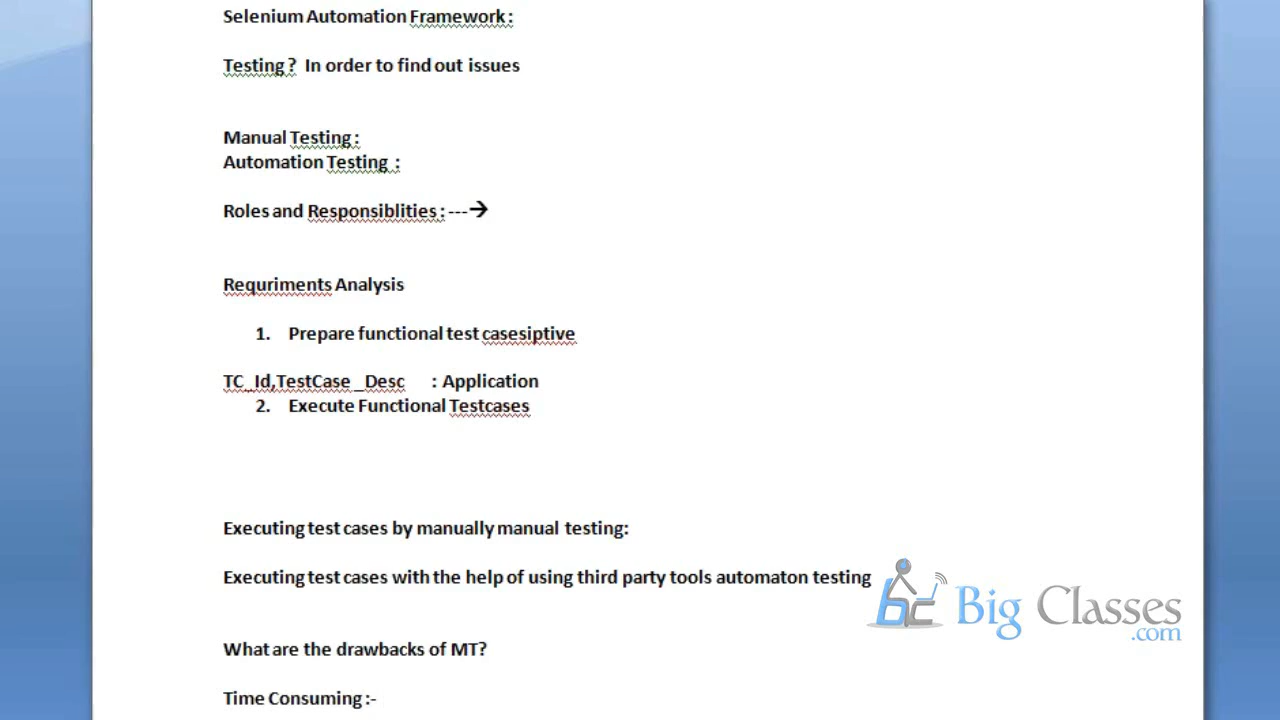 Selenium Automation Framework :
Testing ? In order to find out issues
Manual Testing :
Automation Testing :
Roles and Responsiblities : ---→
Requriments Analysis
1. Prepare functional test casesiptive
TC_Id,TestCase _Desc : Application
2. Execute Functional Testcases
Executing test cases by manually manual testing:
Executing test cases with the help of using third party tools automaton testing
bc Big Classes
.com
What are the drawbacks of MT?
Time Consuming :-